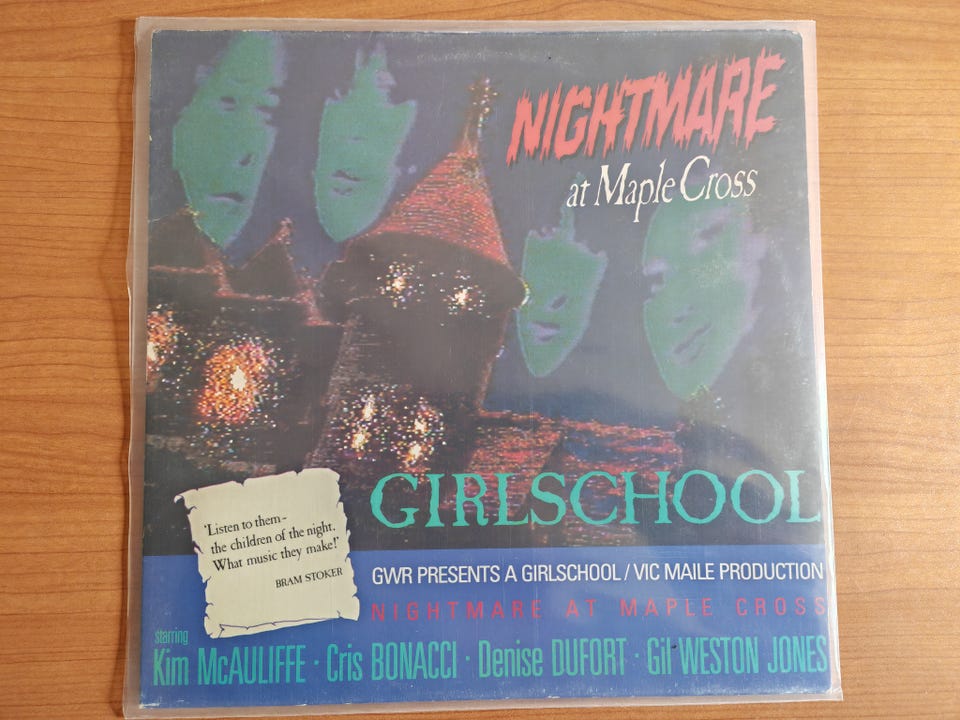 NIGHTMARE
at Maple Cross
GIRLSCHOOL
'Listen to them-
the children of the night.
What music they make!'
BRAM STOKER
GWR PRESENTS A GIRLSCHOOL / VIC MAILE PRODUCTION
NIGHTMARE AT MAPLE CROSS
starring
Kim McAULIFFE · Cris BONACCI · Denise DUFORT · Gil WESTON JONES